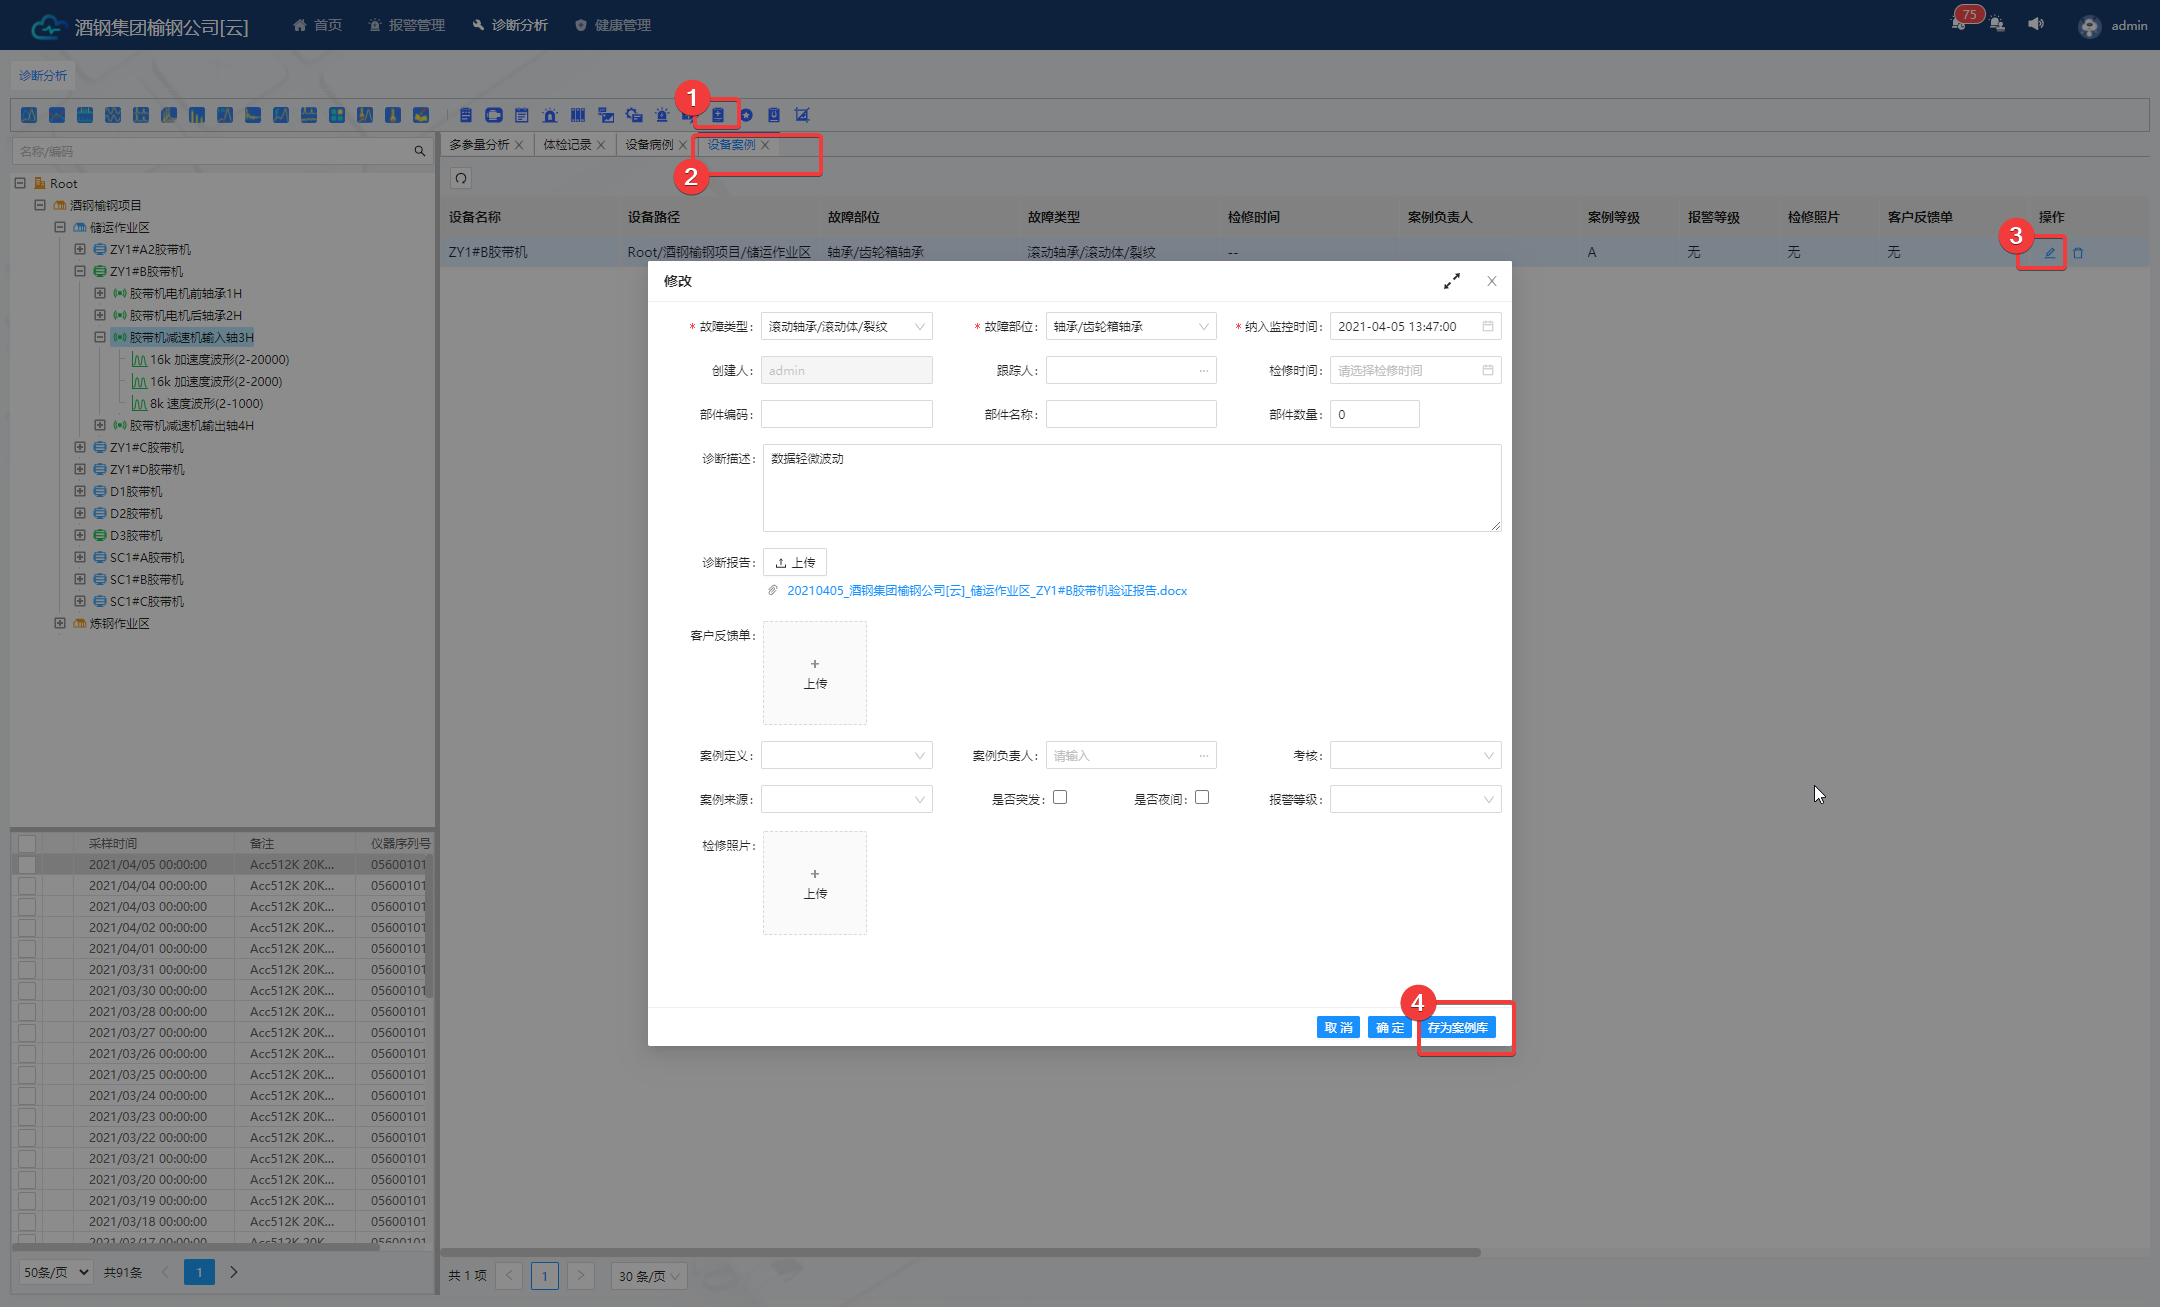 酒钢集团榆钢公司[云]
首页
报警管理
诊断分析
健康管理
75
admin
诊断分析
1
名称/编码
多参量分析
体检记录
设备病例
设备案例
2
Root
酒钢榆钢项目
储运作业区
ZY1#A2胶带机
ZY1#B胶带机
胶带机电机前轴承1H
胶带机电机后轴承2H
胶带机减速机输入轴3H
16k 加速度波形(2-20000)
16k 加速度波形(2-2000)
8k 速度波形(2-1000)
胶带机减速机输出轴4H
ZY1#C胶带机
ZY1#D胶带机
D1胶带机
D2胶带机
D3胶带机
SC1#A胶带机
SC1#B胶带机
SC1#C胶带机
炼钢作业区
设备名称 设备路径 故障部位 故障类型 检修时间 案例负责人 案例等级 报警等级 检修照片 客户反馈单 操作
3
ZY1#B胶带机 Root/酒钢榆钢项目/储运作业区 轴承/齿轮箱轴承 滚动轴承/滚动体/裂纹 -- A 无 无 无
修改
* 故障类型: 滚动轴承/滚动体/裂纹
* 故障部位: 轴承/齿轮箱轴承
* 纳入监控时间: 2021-04-05 13:47:00
创建人: admin
跟踪人: ···
检修时间: 请选择检修时间
部件编码:
部件名称:
部件数量: 0
诊断描述: 数据轻微波动
诊断报告: 上传
20210405_酒钢集团榆钢公司[云]_储运作业区_ZY1#B胶带机验证报告.docx
客户反馈单:
+
上传
案例定义:
案例负责人: 请输入 ···
考核:
案例来源:
是否突发:
是否夜间:
报警等级:
检修照片:
+
上传
4
取 消
确 定
存为案例库
采样时间 备注 仪器序列号
2021/04/05 00:00:00 Acc512K 20K... 05600101
2021/04/04 00:00:00 Acc512K 20K... 05600101
2021/04/03 00:00:00 Acc512K 20K... 05600101
2021/04/02 00:00:00 Acc512K 20K... 05600101
2021/04/01 00:00:00 Acc512K 20K... 05600101
2021/03/31 00:00:00 Acc512K 20K... 05600101
2021/03/30 00:00:00 Acc512K 20K... 05600101
2021/03/28 00:00:00 Acc512K 20K... 05600101
2021/03/27 00:00:00 Acc512K 20K... 05600101
2021/03/26 00:00:00 Acc512K 20K... 05600101
2021/03/25 00:00:00 Acc512K 20K... 05600101
2021/03/24 00:00:00 Acc512K 20K... 05600101
2021/03/23 00:00:00 Acc512K 20K... 05600101
2021/03/22 00:00:00 Acc512K 20K... 05600101
2021/03/21 00:00:00 Acc512K 20K... 05600101
2021/03/20 00:00:00 Acc512K 20K... 05600101
2021/03/19 00:00:00 Acc512K 20K... 05600101
2021/03/18 00:00:00 Acc512K 20K... 05600101
2021/03/17 00:00:00 Acc512K 20K... 05600101
50条/页 共91条 < 1 >
共 1 项 < 1 > 30 条/页